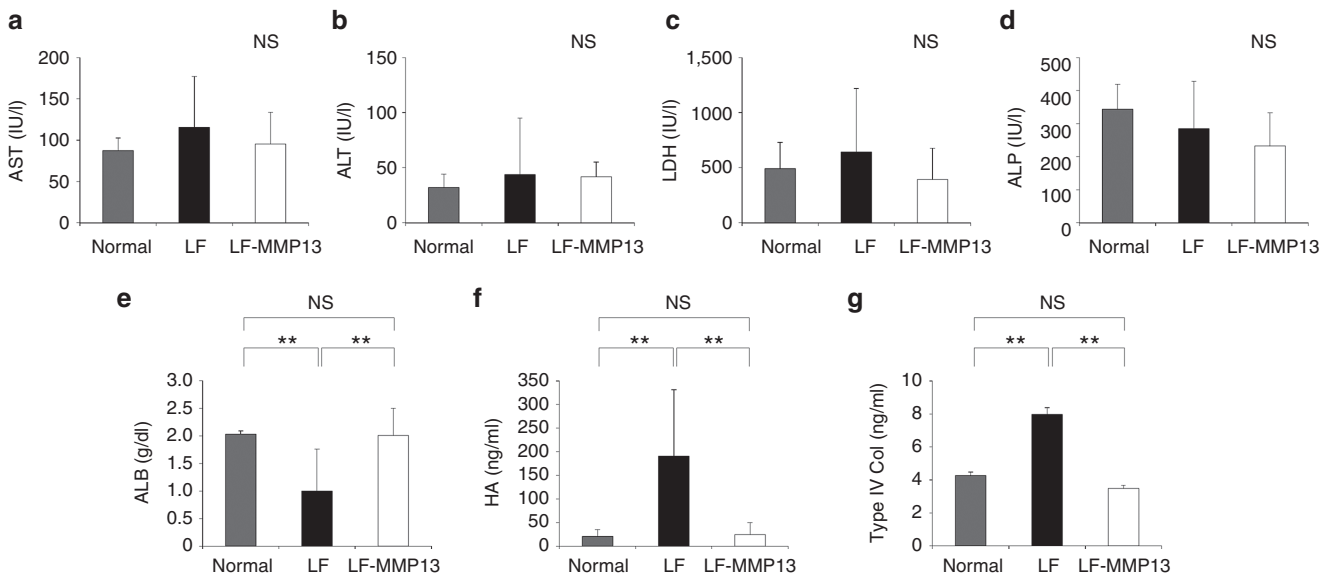 a
NS
AST (IU/l)
200
150
100
50
0
Normal LF LF-MMP13
b
NS
ALT (IU/l)
150
100
50
0
Normal LF LF-MMP13
c
NS
LDH (IU/l)
1,500
1000
500
0
Normal LF LF-MMP13
d
NS
ALP (IU/l)
500
400
300
200
100
0
Normal LF LF-MMP13
e
NS
** **
ALB (g/dl)
3.0
2.5
2.0
1.5
1.0
0.5
0
Normal LF LF-MMP13
f
NS
** **
HA (ng/ml)
350
300
250
200
150
100
50
0
Normal LF LF-MMP13
g
NS
** **
Type IV Col (ng/ml)
10
8
6
4
2
0
Normal LF LF-MMP13